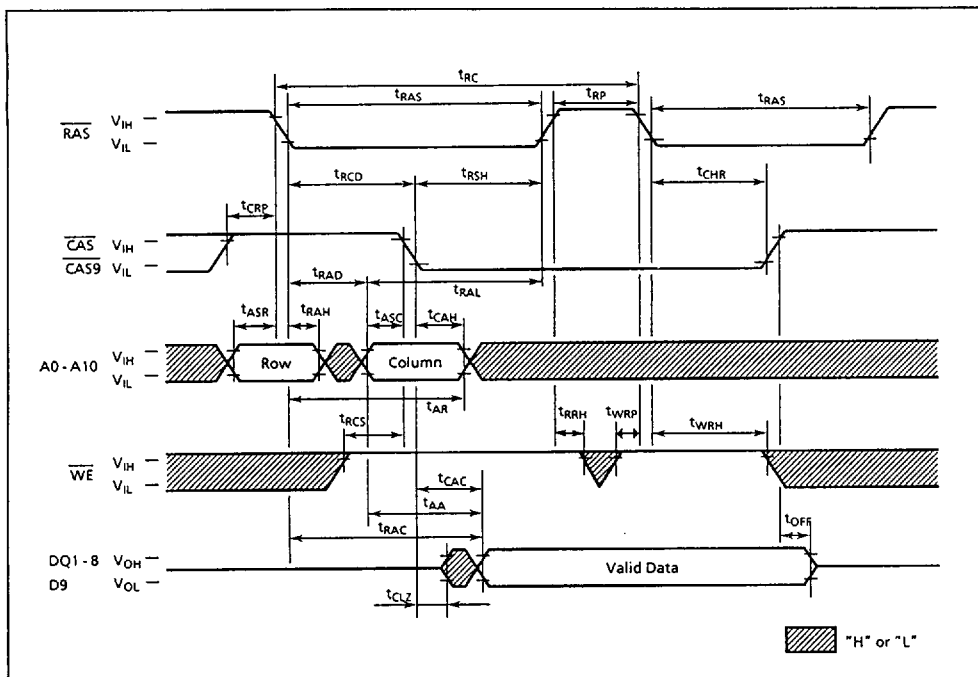 tRC
tRAS tRP tRAS
RAS VIH VIL
tRCD tRSH tCHR
tCRP
CAS VIH
CAS9 VIL
tRAD tRAL
tASR tRAH tASC tCAH
A0 - A10 VIH VIL Row Column
tAR
tRCS tRRH tWRP tWRH
WE VIH VIL
tCAC
tAA
tRAC tOFF
DQ1 - 8 VOH
D9 VOL
Valid Data
tCLZ
"H" or "L"